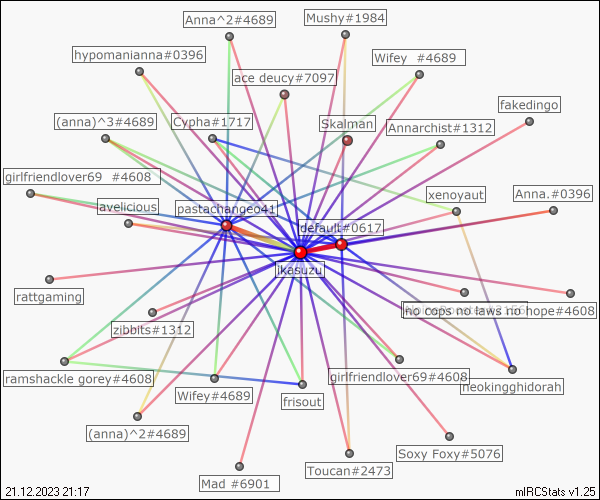 Anna^2#4689
Mushy#1984
hypomanianna#0396
Wifey  #4689
ace deucy#7097
fakedingo
(anna)^3#4689
Cypha#1717
Skalman
Annarchist#1312
girlfriendlover69  #4608
xenoyaut
Anna.#0396
avelicious
pastachangeo41
default#0617
ikasuzu
rattgaming
no cops no laws no hope#4608
zibbits#1312
ramshackle gorey#4608
girlfriendlover69#4608
neokingghidorah
Wifey#4689
frisout
(anna)^2#4689
Soxy Foxy#5076
Toucan#2473
Mad #6901
21.12.2023 21:17
mIRCStats v1.25